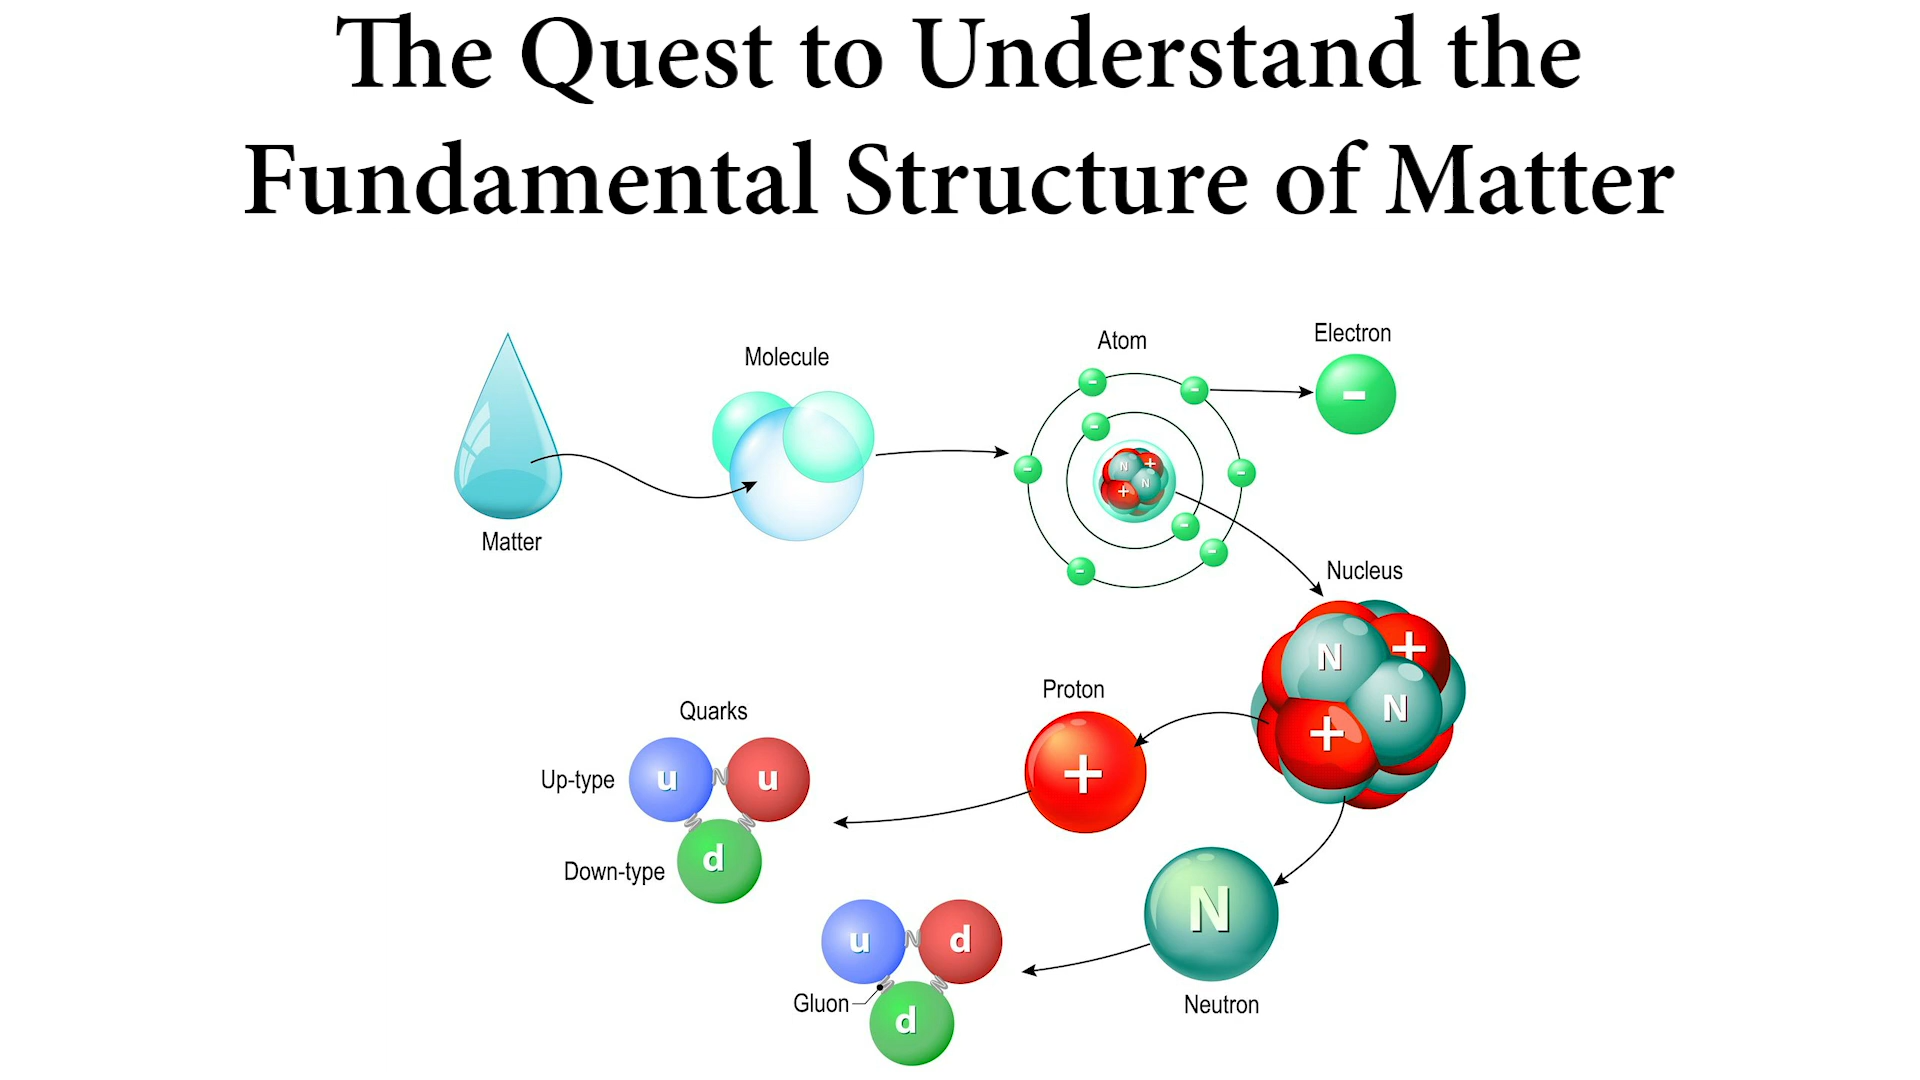 The Quest to Understand the
Fundamental Structure of Matter
Matter
Molecule
Atom
- - - - - - - -
Electron
-
N + N +
Nucleus
N + N +
Proton
+
Quarks
Up-type
u u
Down-type
d
Neutron
N
u d
Gluon
d